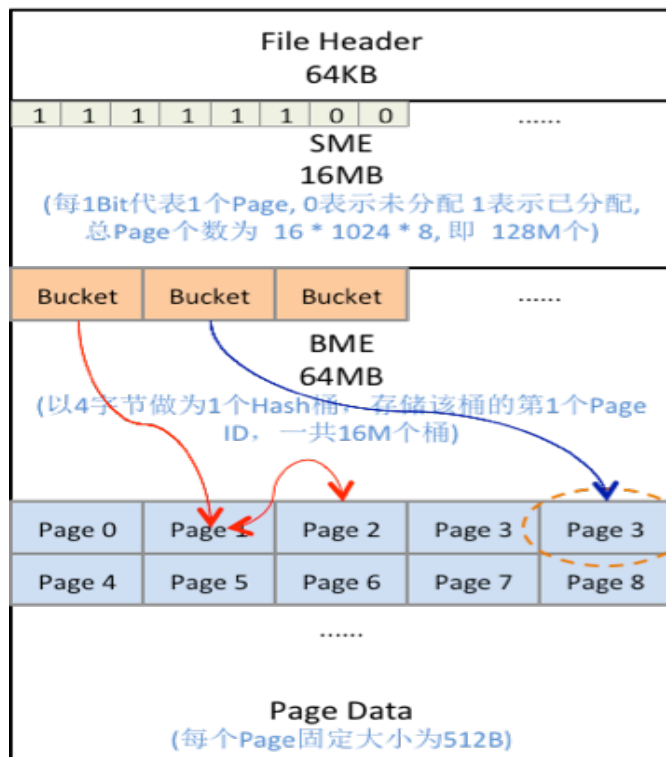 File Header
64KB
1 1 1 1 1 1 0 0 ......
SME
16MB
(每1Bit代表1个Page, 0表示未分配 1表示已分配,
总Page个数为 16 * 1024 * 8, 即 128M个)
Bucket Bucket Bucket ......
BME
64MB
(以4字节做为1个Hash桶，存储该桶的第1个Page
ID，一共16M个桶)
Page 0 Page 1 Page 2 Page 3 Page 3
Page 4 Page 5 Page 6 Page 7 Page 8
......
Page Data
(每个Page固定大小为512B)